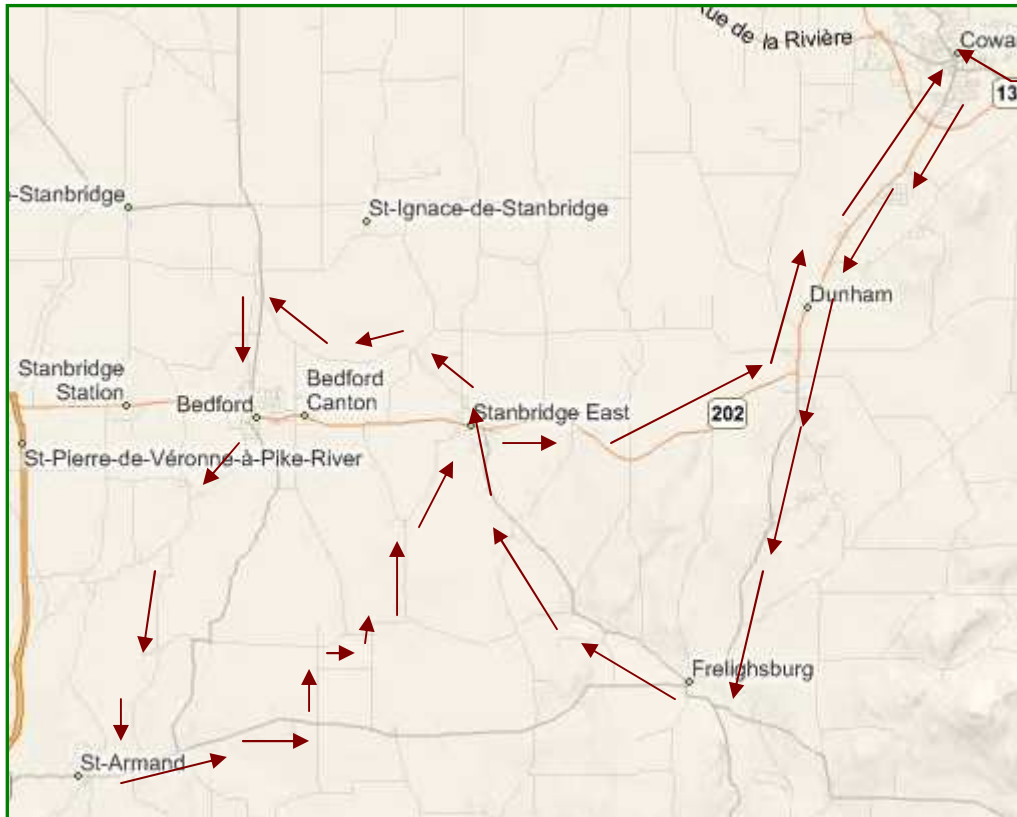 Rue de la Rivière
Cowa
13
e-Stanbridge
St-Ignace-de-Stanbridge
Dunham
Stanbridge
Station
Bedford
Bedford
Canton
Stanbridge East
202
St-Pierre-de-Véronne-à-Pike-River
Frelighsburg
St-Armand